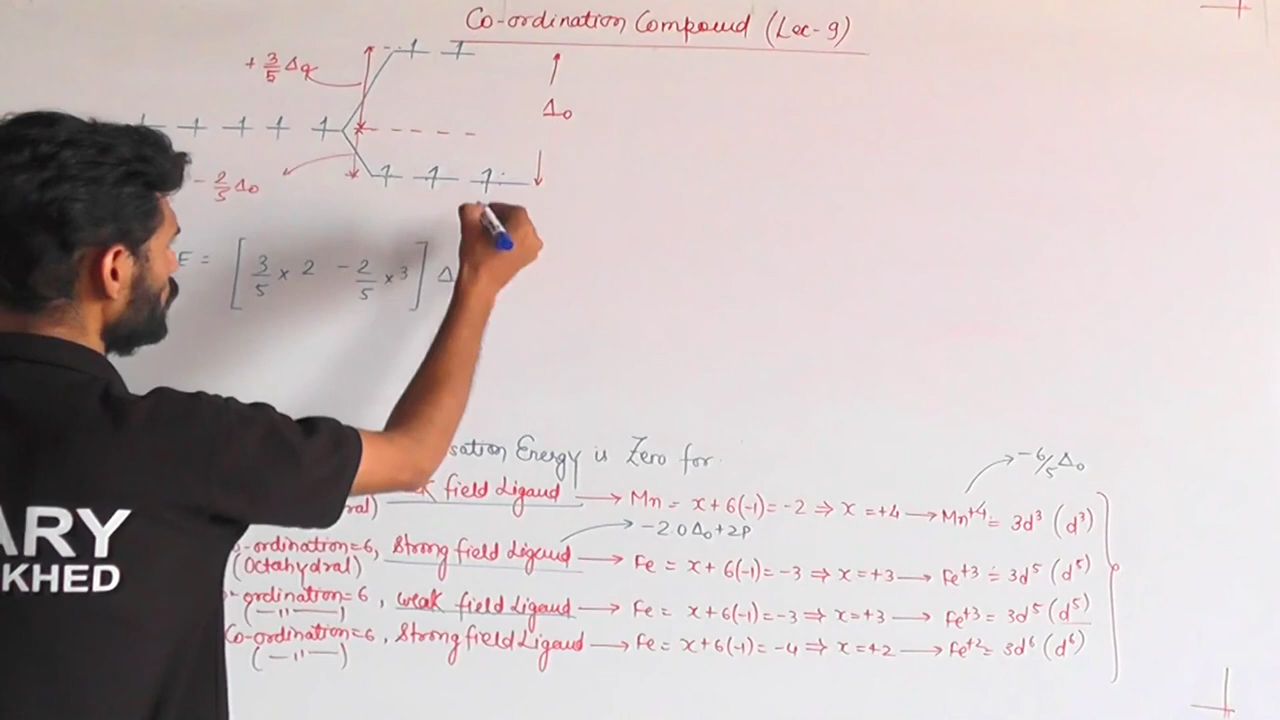 Co-ordination Compound (Lec-9)
+ 3/5 Δ
Δo
- 2/5 Δo
E = [ 3/5 × 2 - 2/5 × 3 ] Δ
sation Energy is Zero for
-6/5 Δo
field Ligand → Mn = x+6(-1)=-2 ⇒ x=+4 → Mn+4 = 3d³ (d³)
ral)
-2.0Δo+2P
-ordination=6, Strong field Ligand → Fe = x+6(-1)=-3 ⇒ x=+3 → Fe+3 = 3d⁵ (d⁵)
(Octahydral)
-ordination=6, weak field Ligand → Fe = x+6(-1)=-3 ⇒ x=+3 → Fe+3 = 3d⁵ (d⁵)
(—〃—)
Co-ordination=6, Strong field Ligand → Fe = x+6(-1)=-4 ⇒ x=+2 → Fe+2 = 3d⁶ (d⁶)
(—〃—)
ARY
KHED